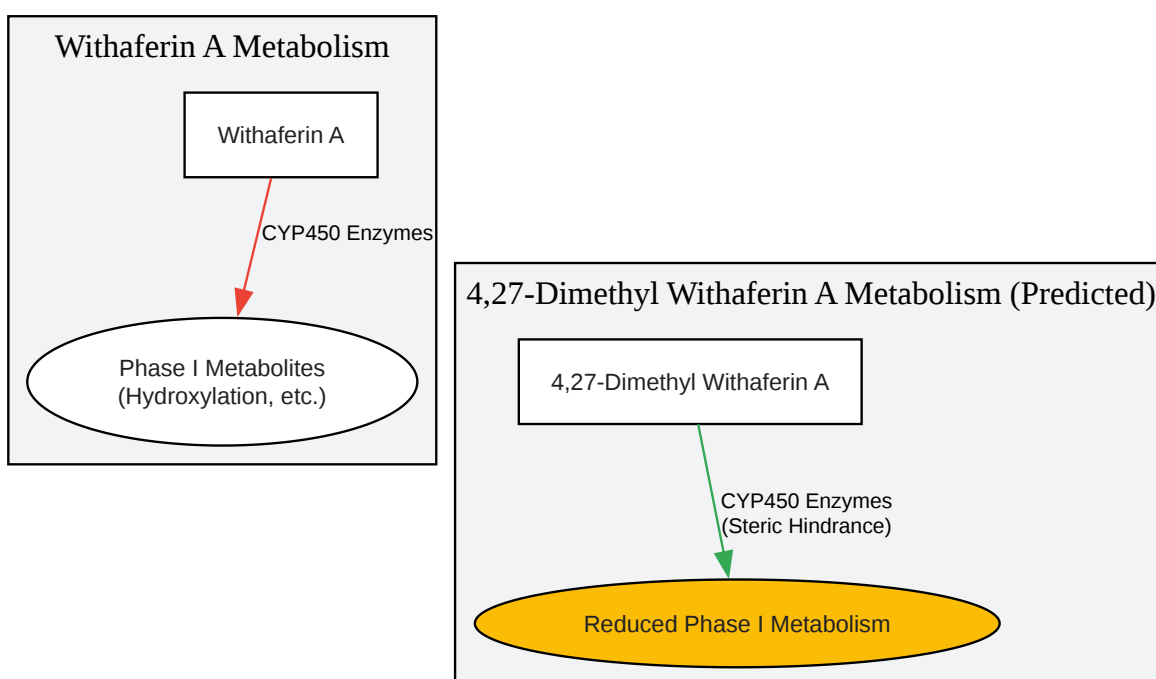 Withaferin A Metabolism
Withaferin A
CYP450 Enzymes
Phase I Metabolites
(Hydroxylation, etc.)
4,27-Dimethyl Withaferin A Metabolism (Predicted)
4,27-Dimethyl Withaferin A
CYP450 Enzymes
(Steric Hindrance)
Reduced Phase I Metabolism